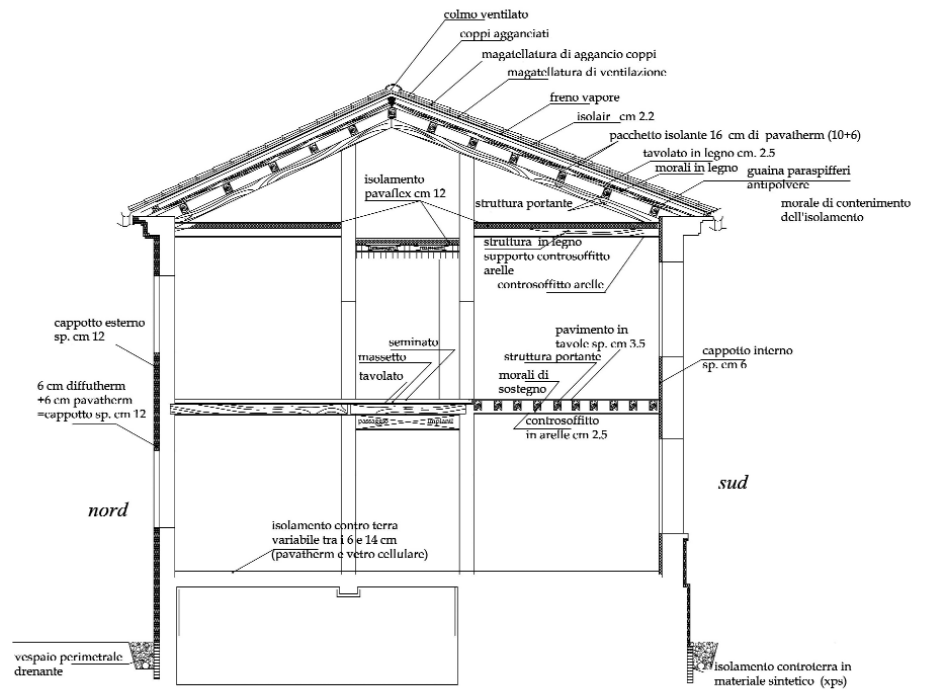 colmo ventilato
coppi agganciati
magatellatura di aggancio coppi
magatellatura di ventilazione
freno vapore
isolair cm 2.2
pacchetto isolante 16 cm di pavatherm (10+6)
tavolato in legno cm. 2.5
morali in legno
guaina paraspifferi
antipolvere
morale di contenimento
dell'isolamento
isolamento
pavaflex cm 12
struttura portante
struttura in legno
supporto controsoffitto
arelle
controsoffitto arelle
cappotto esterno
sp. cm 12
seminato
massetto
tavolato
pavimento in
tavole sp. cm 3.5
struttura portante
morali di
sostegno
cappotto interno
sp. cm 6
6 cm diffutherm
+6 cm pavatherm
=cappotto sp. cm 12
passaggio impianti
controsoffitto
in arelle cm 2.5
nord
sud
isolamento contro terra
variabile tra i 6 e 14 cm
(pavatherm e vetro cellulare)
vespaio perimetrale
drenante
isolamento controterra in
materiale sintetico (xps)